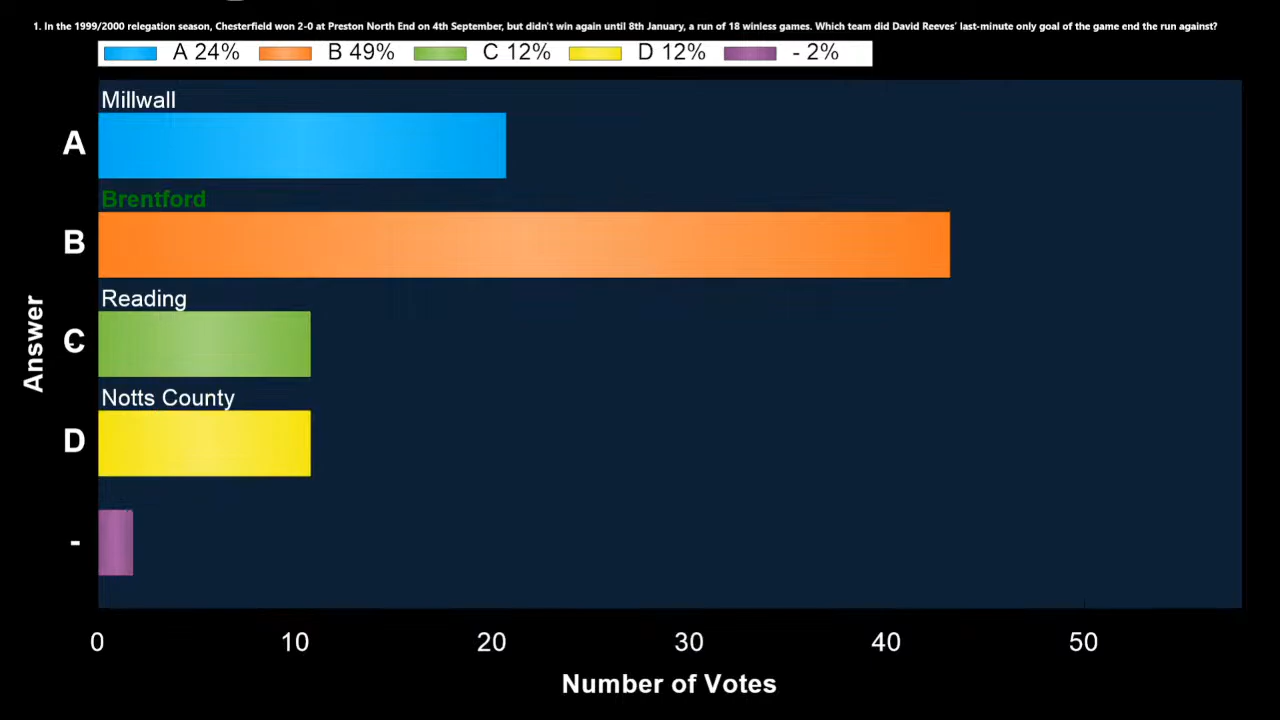 1. In the 1999/2000 relegation season, Chesterfield won 2-0 at Preston North End on 4th September, but didn't win again until 8th January, a run of 18 winless games. Which team did David Reeves' last-minute only goal of the game end the run against?
A 24% B 49% C 12% D 12% - 2%
Millwall
A
Brentford
B
Reading
C
Notts County
D
-
Answer
0 10 20 30 40 50
Number of Votes